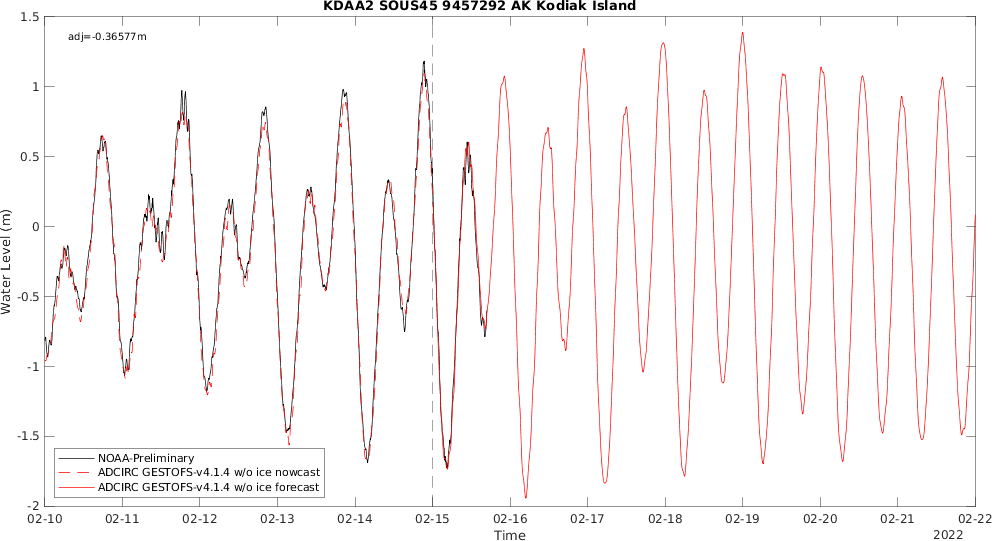 KDAA2 SOUS45 9457292 AK Kodiak Island
adj=-0.36577m
1.5
1
0.5
0
-0.5
-1
-1.5
-2
Water Level (m)
NOAA-Preliminary
ADCIRC GESTOFS-v4.1.4 w/o ice nowcast
ADCIRC GESTOFS-v4.1.4 w/o ice forecast
02-10 02-11 02-12 02-13 02-14 02-15 02-16 02-17 02-18 02-19 02-20 02-21 02-22
Time
2022